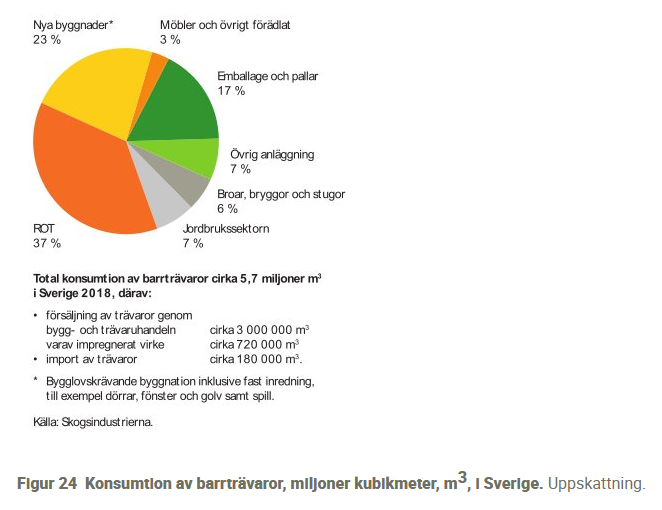 Nya byggnader*
23 %
Möbler och övrigt förädlat
3 %
Emballage och pallar
17 %
Övrig anläggning
7 %
Broar, bryggor och stugor
6 %
Jordbrukssektorn
7 %
ROT
37 %
Total konsumtion av barrträvaror cirka 5,7 miljoner m³
i Sverige 2018, därav:
• försäljning av trävaror genom
bygg- och trävaruhandeln cirka 3 000 000 m³
varav impregnerat virke cirka 720 000 m³
• import av trävaror cirka 180 000 m³.
* Bygglovskrävande byggnation inklusive fast inredning,
till exempel dörrar, fönster och golv samt spill.
Källa: Skogsindustrierna.
Figur 24 Konsumtion av barrträvaror, miljoner kubikmeter, m³, i Sverige. Uppskattning.